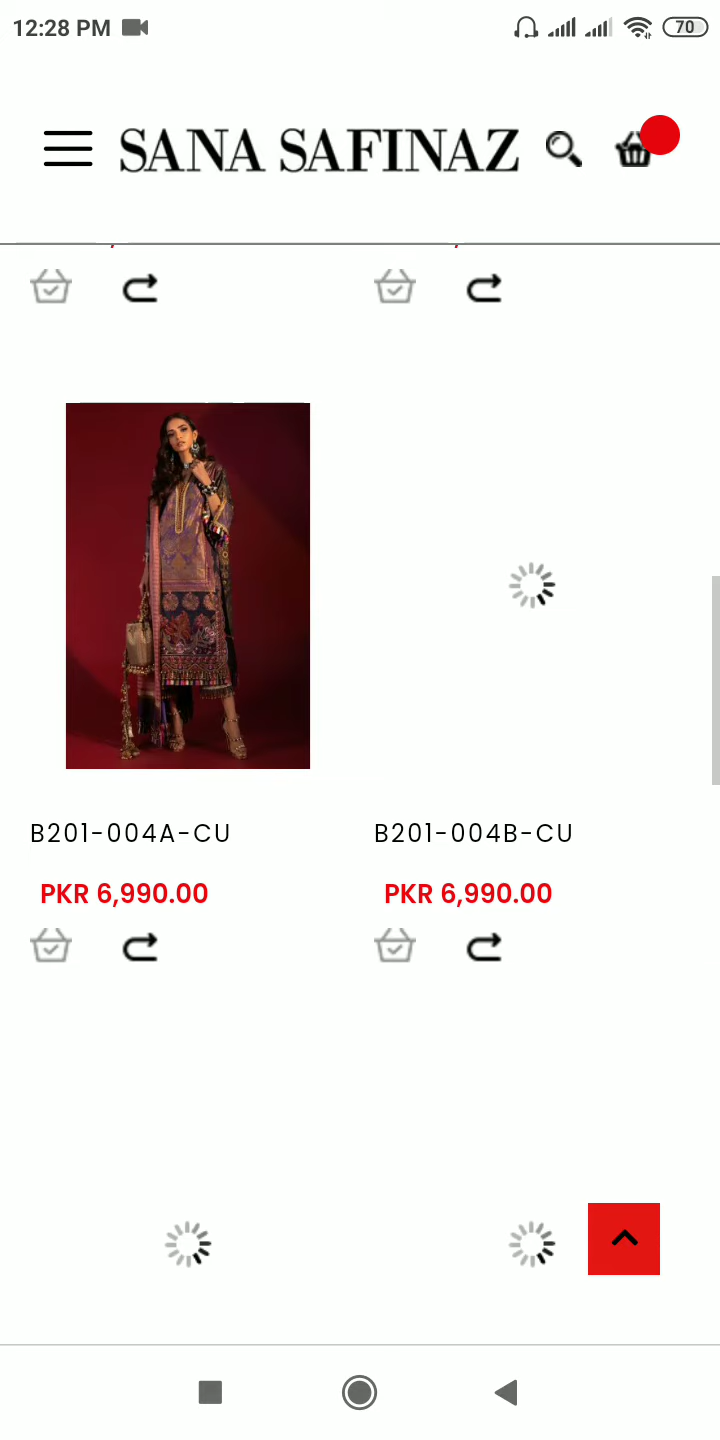 12:28 PM
70
SANA SAFINAZ
B201-004A-CU
B201-004B-CU
PKR 6,990.00
PKR 6,990.00